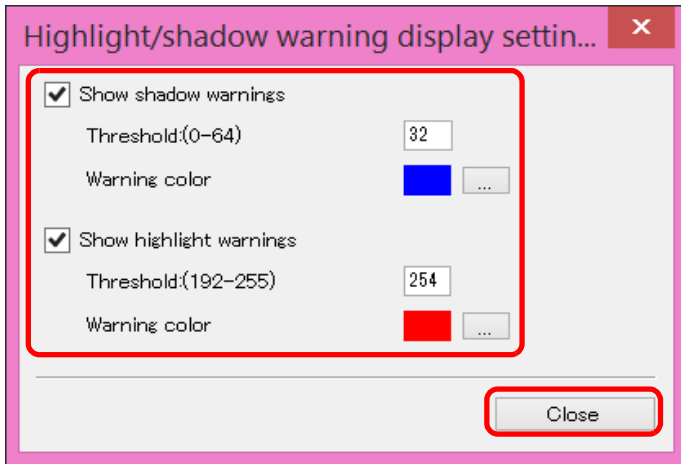 Highlight/shadow warning display settin...
Show shadow warnings
Threshold:(0-64) 32
Warning color ...
Show highlight warnings
Threshold:(192-255) 254
Warning color ...
Close